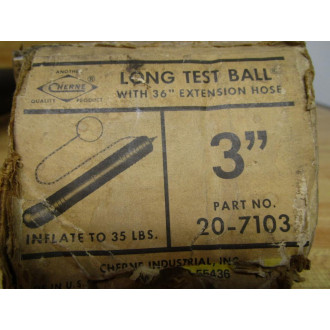 ANOTHER
CHERNE
QUALITY PRODUCT
LONG TEST BALL
WITH 36" EXTENSION HOSE
3"
PART NO.
20-7103
INFLATE TO 35 LBS.
CHERNE INDUSTRIAL, INC.
55436